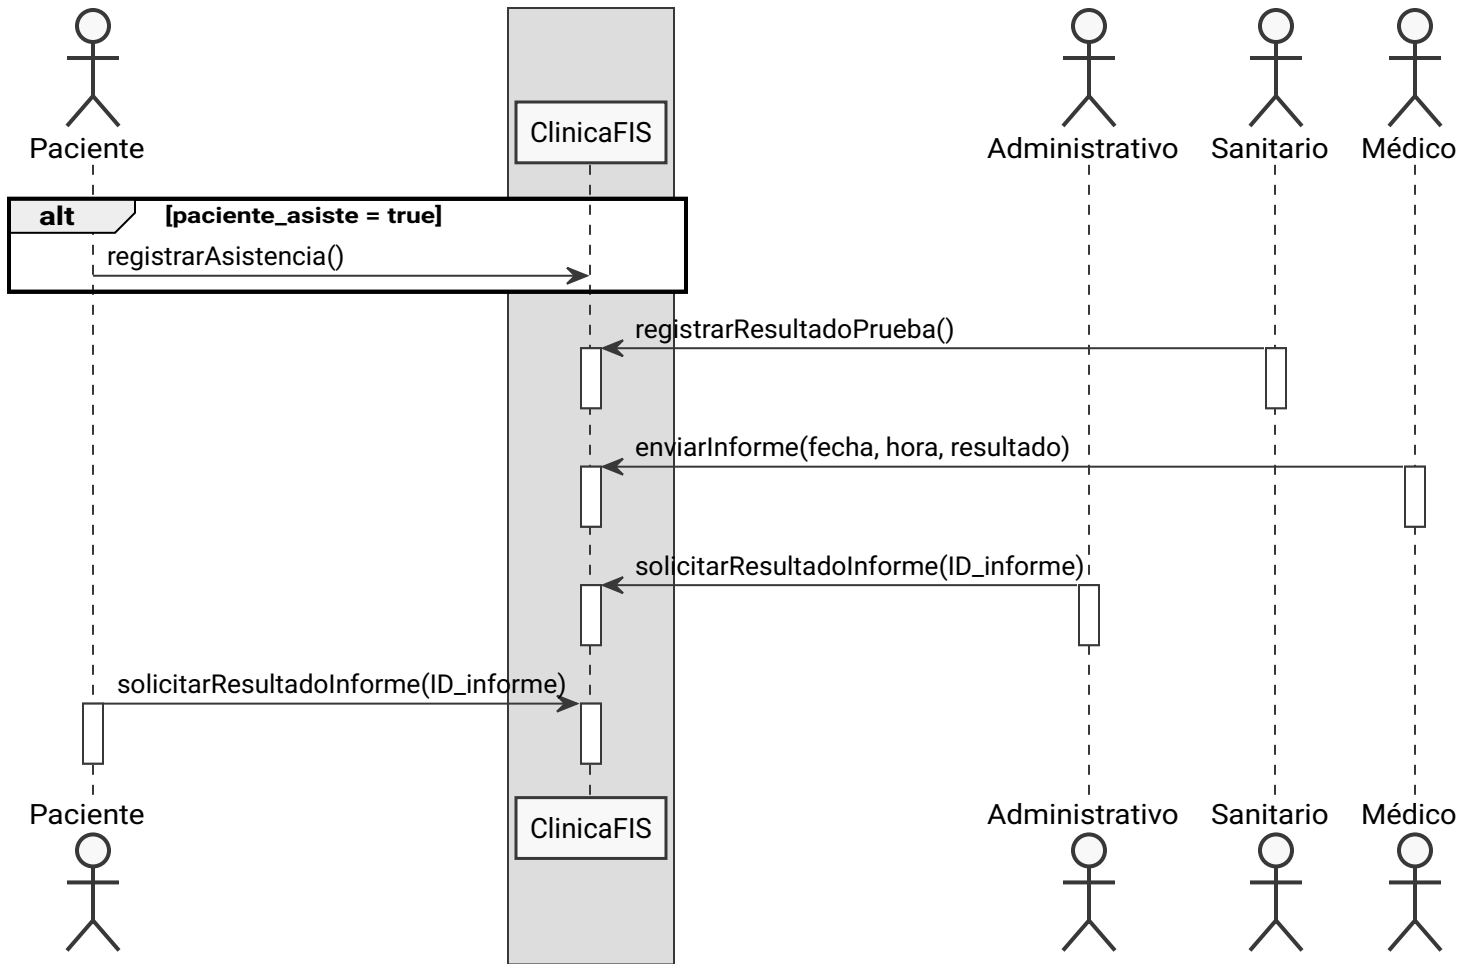 Paciente
ClinicaFIS
Administrativo
Sanitario
Médico
alt
[paciente_asiste = true]
registrarAsistencia()
registrarResultadoPrueba()
enviarInforme(fecha, hora, resultado)
solicitarResultadoInforme(ID_informe)
solicitarResultadoInforme(ID_informe)
Paciente
ClinicaFIS
Administrativo
Sanitario
Médico